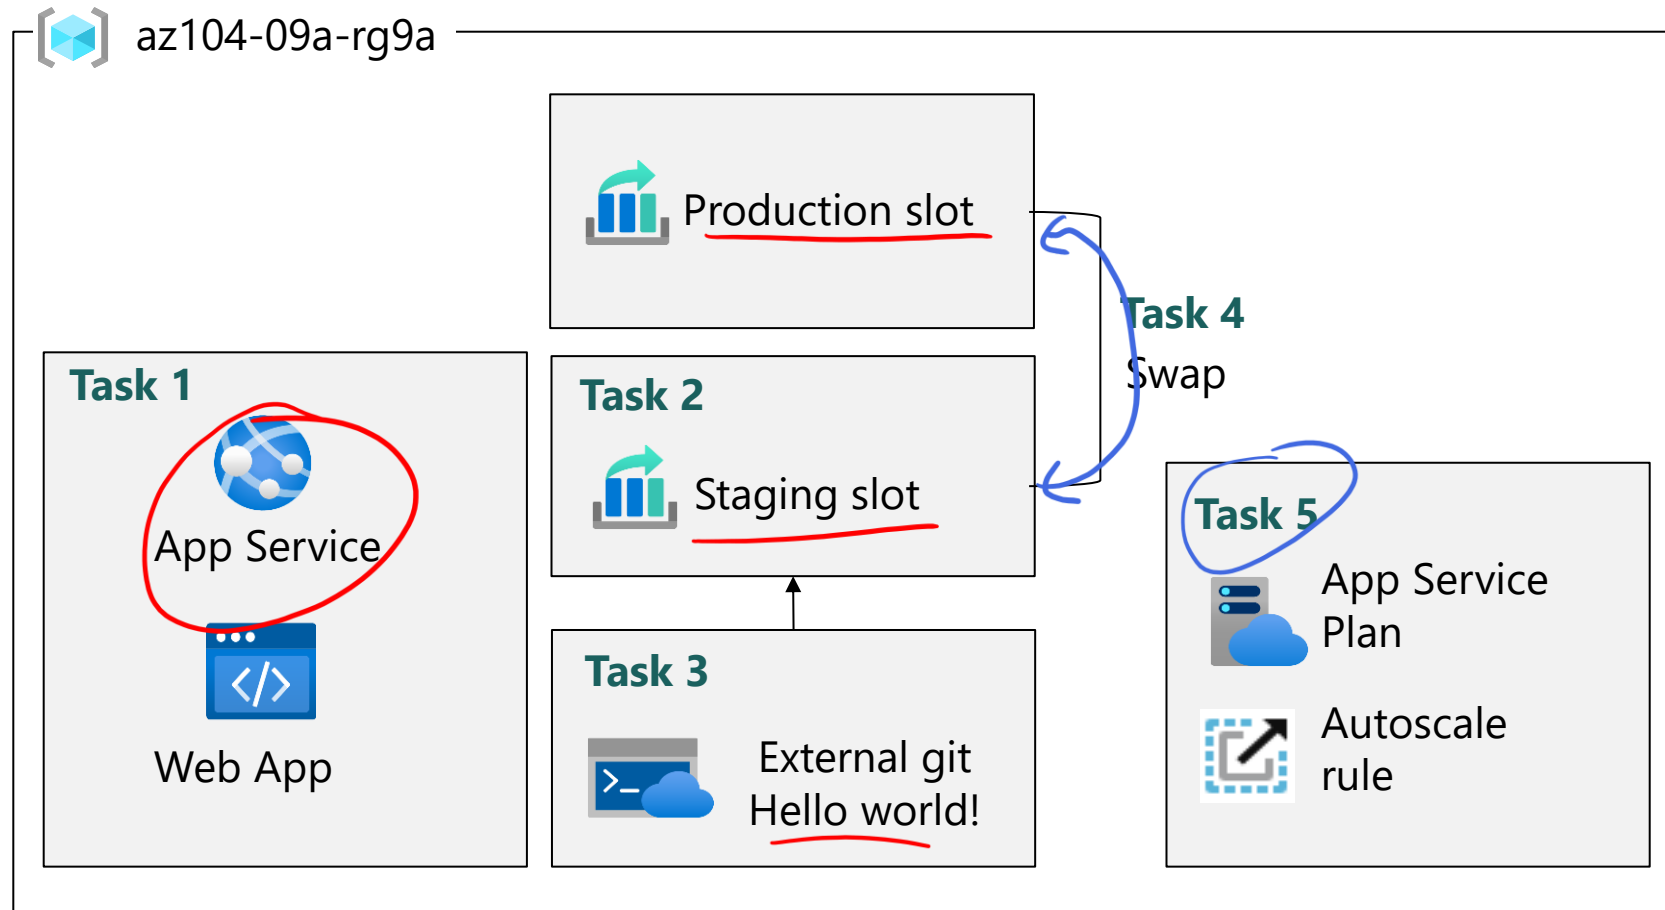 az104-09a-rg9a
Production slot
Task 4
Swap
Task 1
App Service
Web App
Task 2
Staging slot
Task 3
External git
Hello world!
Task 5
App Service
Plan
Autoscale
rule